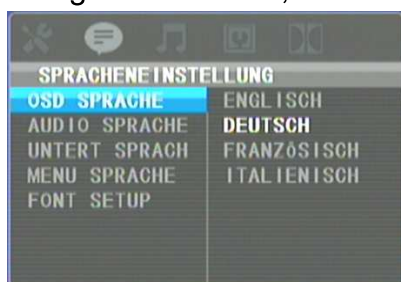 SPRACHENEINSTELLUNG
OSD SPRACHE
AUDIO SPRACHE
UNTERT SPRACH
MENU SPRACHE
FONT SETUP
ENGLISCH
DEUTSCH
FRANZÖSISCH
ITALIENISCH